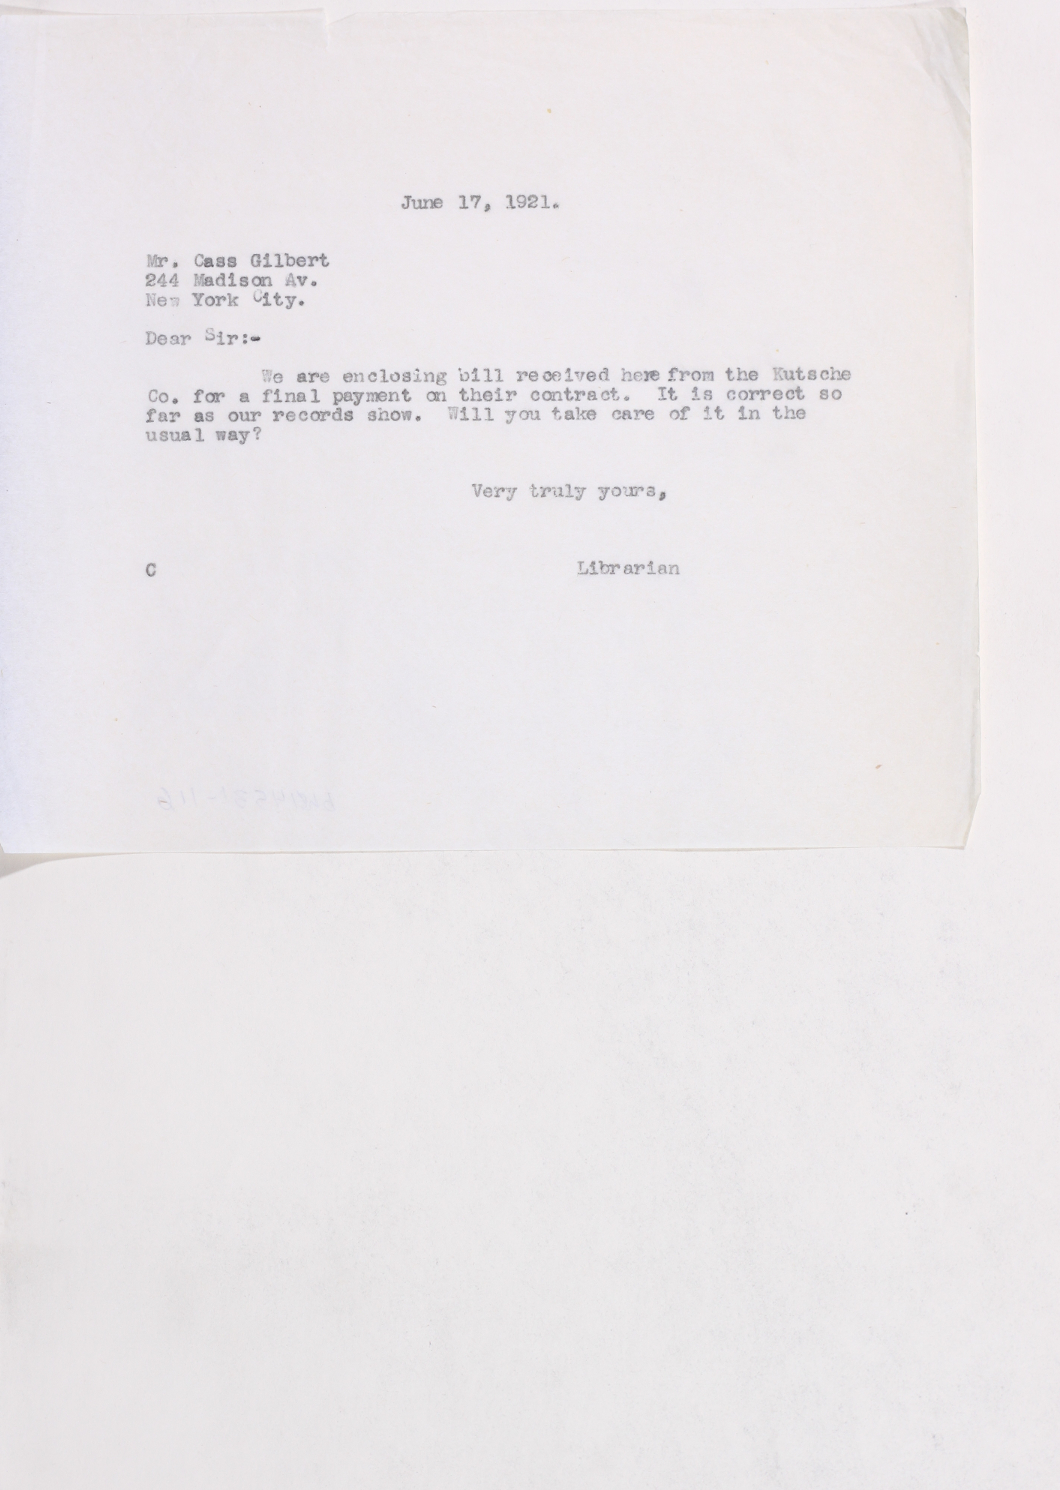 June 17, 1921.
Mr. Cass Gilbert
244 Madison Av.
New York City.
Dear Sir:-
We are enclosing bill received here from the Kutsche
Co. for a final payment on their contract. It is correct so
far as our records show. Will you take care of it in the
usual way?
Very truly yours,
C Librarian